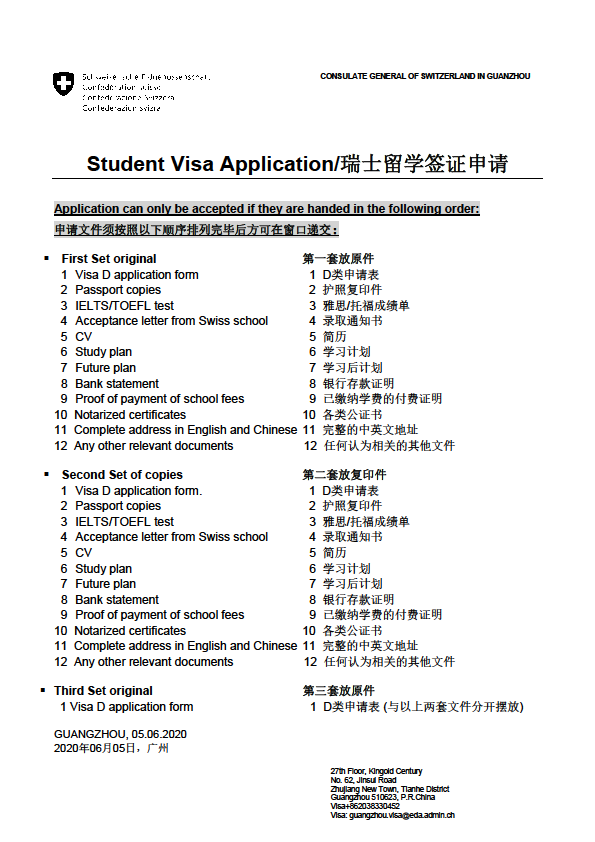 Schweizerische Eidgenossenschaft
Confédération suisse
Confederazione Svizzera
Confederaziun svizra
CONSULATE GENERAL OF SWITZERLAND IN GUANZHOU
Student Visa Application/瑞士留学签证申请
Application can only be accepted if they are handed in the following order:
申请文件须按照以下顺序排列完毕后方可在窗口递交：
▪ First Set original 第一套放原件
1 Visa D application form 1 D类申请表
2 Passport copies 2 护照复印件
3 IELTS/TOEFL test 3 雅思/托福成绩单
4 Acceptance letter from Swiss school 4 录取通知书
5 CV 5 简历
6 Study plan 6 学习计划
7 Future plan 7 学习后计划
8 Bank statement 8 银行存款证明
9 Proof of payment of school fees 9 已缴纳学费的付费证明
10 Notarized certificates 10 各类公证书
11 Complete address in English and Chinese 11 完整的中英文地址
12 Any other relevant documents 12 任何认为相关的其他文件
▪ Second Set of copies 第二套放复印件
1 Visa D application form. 1 D类申请表
2 Passport copies 2 护照复印件
3 IELTS/TOEFL test 3 雅思/托福成绩单
4 Acceptance letter from Swiss school 4 录取通知书
5 CV 5 简历
6 Study plan 6 学习计划
7 Future plan 7 学习后计划
8 Bank statement 8 银行存款证明
9 Proof of payment of school fees 9 已缴纳学费的付费证明
10 Notarized certificates 10 各类公证书
11 Complete address in English and Chinese 11 完整的中英文地址
12 Any other relevant documents 12 任何认为相关的其他文件
▪ Third Set original 第三套放原件
1 Visa D application form 1 D类申请表 (与以上两套文件分开摆放)
GUANGZHOU, 05.06.2020
2020年06月05日，广州
27th Floor, Kingold Century
No. 62, Jinsui Road
Zhujiang New Town, Tianhe District
Guangzhou 510623, P.R.China
Visa+862038330452
Visa: guangzhou.visa@eda.admin.ch